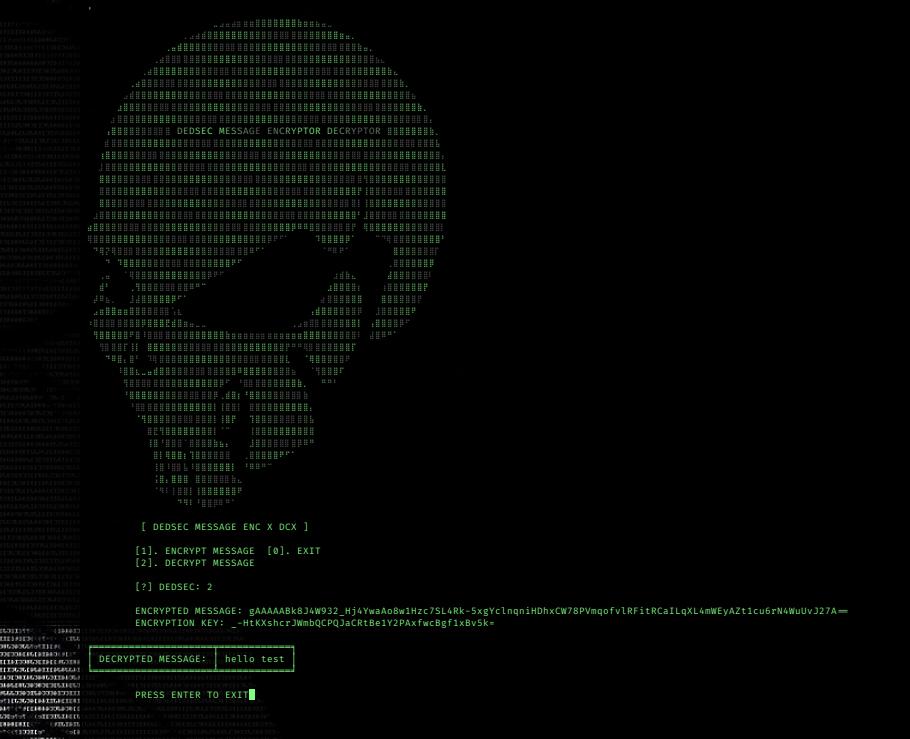 DEDSEC MESSAGE ENCRYPTOR DECRYPTOR
[ DEDSEC MESSAGE ENC X DCX ]
[1]. ENCRYPT MESSAGE [0]. EXIT
[2]. DECRYPT MESSAGE
[?] DEDSEC: 2
ENCRYPTED MESSAGE: gAAAAABk8J4W932_Hj4YwaAo8w1Hzc7SL4Rk-5xgYclnqniHDhxCW78PVmqofvlRFitRCaILqXL4mWEyAZt1cu6rN4WuUvJ27A==
ENCRYPTION KEY: _-HtKXshcrJWmbQCPQJaCRtBe1Y2PAxfwcBgf1xBv5k=
DECRYPTED MESSAGE: hello test
PRESS ENTER TO EXIT